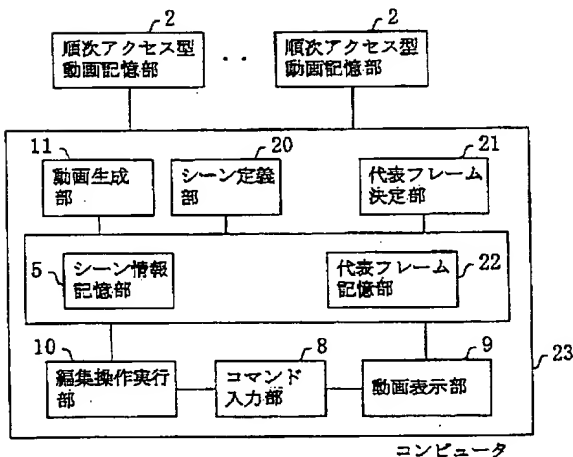 2
2
順次アクセス型
動画記憶部
・・
順次アクセス型
動画記憶部
11
20
21
動画生成
部
シーン定義
部
代表フレーム
決定部
5
シーン情報
記憶部
代表フレーム
記憶部
22
10
8
9
23
編集操作実行
部
コマンド
入力部
動画表示部
コンピュータ